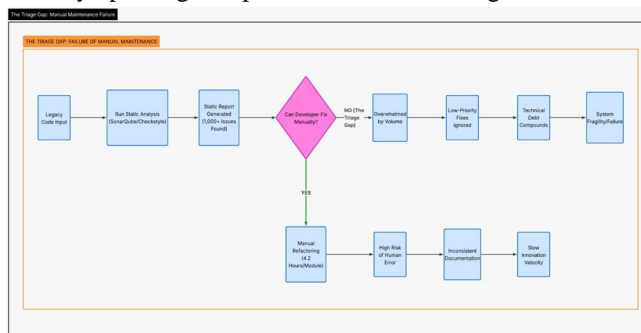 The Triage Gap: Manual Maintenance Failure
THE TRIAGE GAP: FAILURE OF MANUAL MAINTENANCE
Legacy
Code Input
Run Static Analysis
(SonarQube/Checkstyle)
Static Report
Generated
(1,000+ Issues
Found)
Can Developer Fix
Manually?
NO (The
Triage
Gap)
Overwhelmed
by Volume
Low-Priority
Fixes
Ignored
Technical
Debt
Compounds
System
Fragility/Failure
YES
Manual
Refactoring
(4.2
Hours/Module)
High Risk
of Human
Error
Inconsistent
Documentation
Slow
Innovation
Velocity